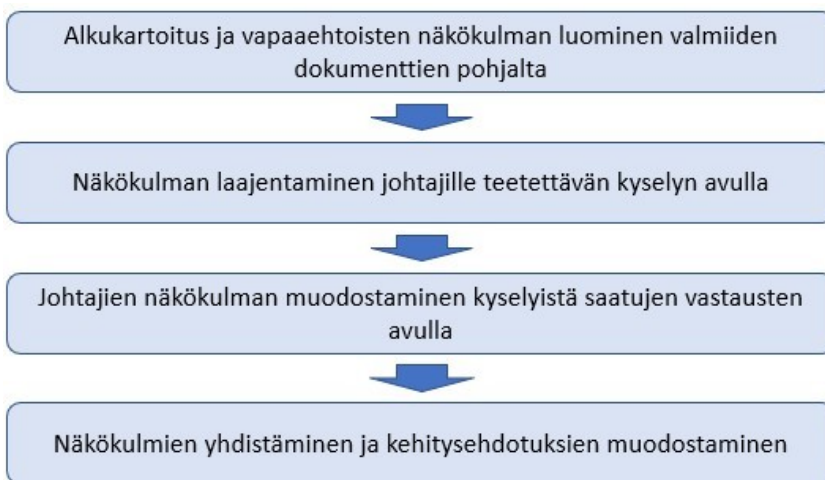 Alkukartoitus ja vapaaehtoisten näkökulman luominen valmiiden
dokumenttien pohjalta
Näkökulman laajentaminen johtajille teetettävän kyselyn avulla
Johtajien näkökulman muodostaminen kyselyistä saatujen vastausten
avulla
Näkökulmien yhdistäminen ja kehitysehdotuksien muodostaminen